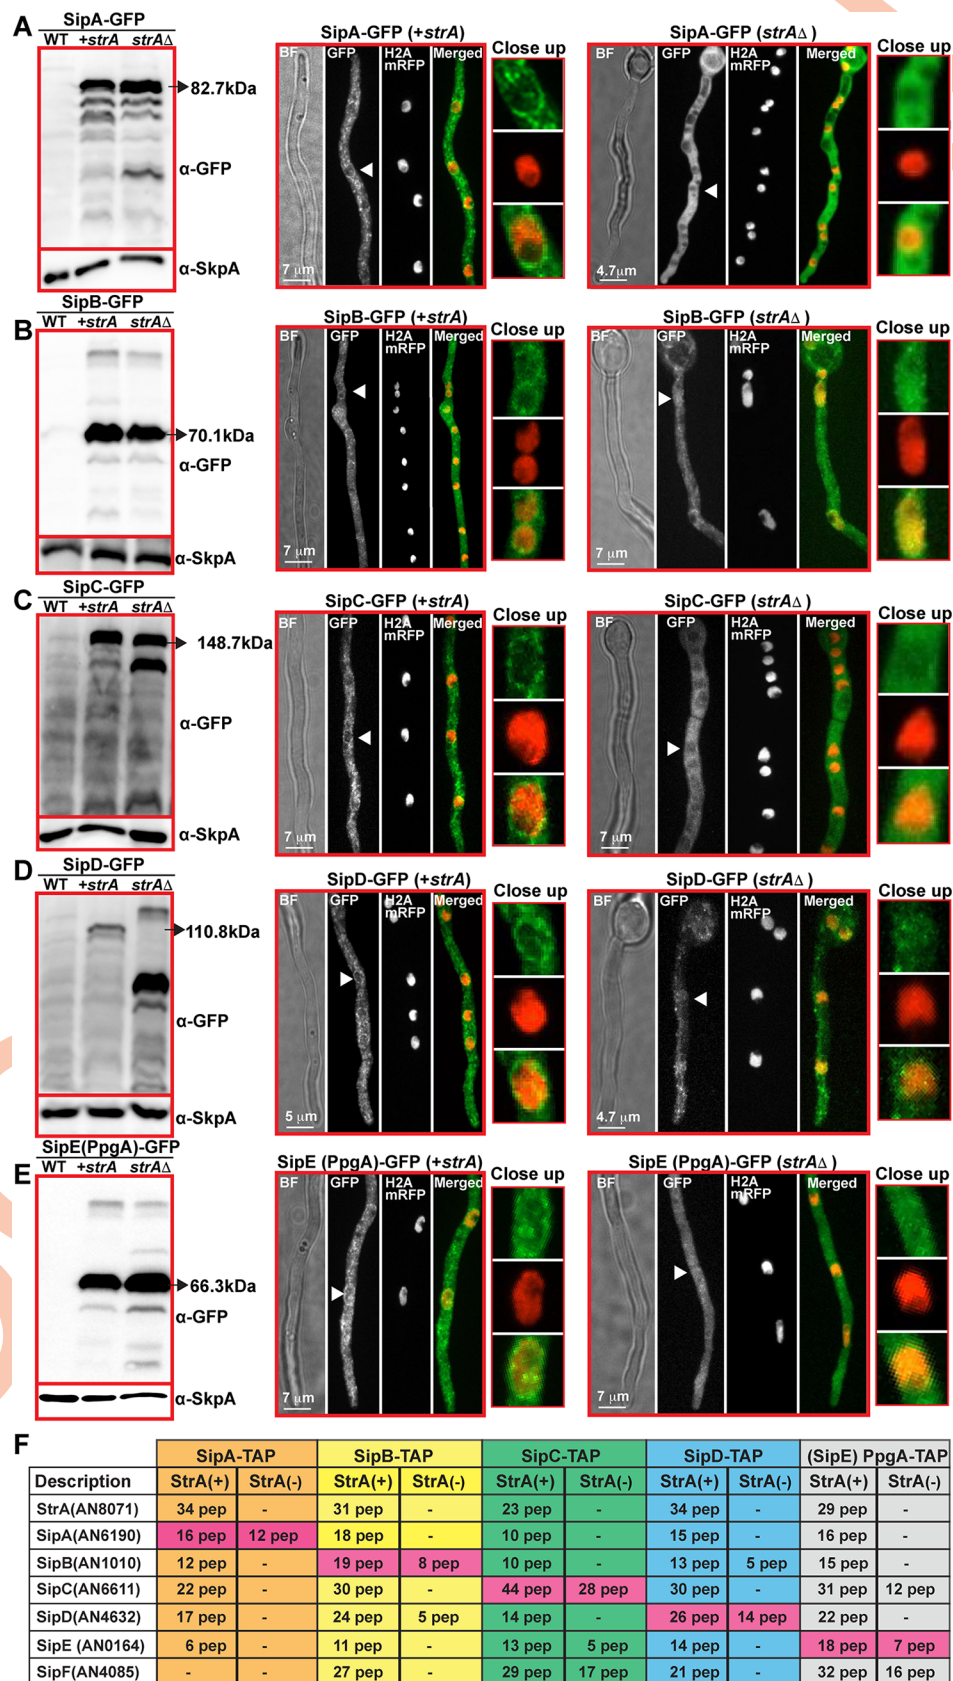 A
SipA-GFP
WT +strA strAΔ
82.7kDa
α-GFP
α-SkpA
SipA-GFP (+strA)
BF GFP H2A mRFP Merged
Close up
7 μm
SipA-GFP (strAΔ )
BF GFP H2A mRFP Merged
Close up
4.7μm
B
SipB-GFP
WT +strA strAΔ
70.1kDa
α-GFP
α-SkpA
SipB-GFP (+strA)
BF GFP H2A mRFP Merged
Close up
7 μm
SipB-GFP (strAΔ )
BF GFP H2A mRFP Merged
Close up
7 μm
C
SipC-GFP
WT +strA strAΔ
148.7kDa
α-GFP
α-SkpA
SipC-GFP (+strA)
BF GFP H2A mRFP Merged
Close up
7 μm
SipC-GFP (strAΔ )
BF GFP H2A mRFP Merged
Close up
7 μm
D
SipD-GFP
WT +strA strAΔ
110.8kDa
α-GFP
α-SkpA
SipD-GFP (+strA)
BF GFP H2A mRFP Merged
Close up
5 μm
SipD-GFP (strAΔ )
BF GFP H2A mRFP Merged
Close up
4.7 μm
E
SipE(PpgA)-GFP
WT +strA strAΔ
66.3kDa
α-GFP
α-SkpA
SipE (PpgA)-GFP (+strA)
BF GFP H2A mRFP Merged
Close up
7 μm
SipE (PpgA)-GFP (strAΔ )
BF GFP H2A mRFP Merged
Close up
7 μm
F
SipA-TAP SipB-TAP SipC-TAP SipD-TAP (SipE) PpgA-TAP
Description StrA(+) StrA(-) StrA(+) StrA(-) StrA(+) StrA(-) StrA(+) StrA(-) StrA(+) StrA(-)
StrA(AN8071) 34 pep - 31 pep - 23 pep - 34 pep - 29 pep -
SipA(AN6190) 16 pep 12 pep 18 pep - 10 pep - 15 pep - 16 pep -
SipB(AN1010) 12 pep - 19 pep 8 pep 10 pep - 13 pep 5 pep 15 pep -
SipC(AN6611) 22 pep - 30 pep - 44 pep 28 pep 30 pep - 31 pep 12 pep
SipD(AN4632) 17 pep - 24 pep 5 pep 14 pep - 26 pep 14 pep 22 pep -
SipE (AN0164) 6 pep - 11 pep - 13 pep 5 pep 14 pep - 18 pep 7 pep
SipF(AN4085) - - 27 pep - 29 pep 17 pep 21 pep - 32 pep 16 pep